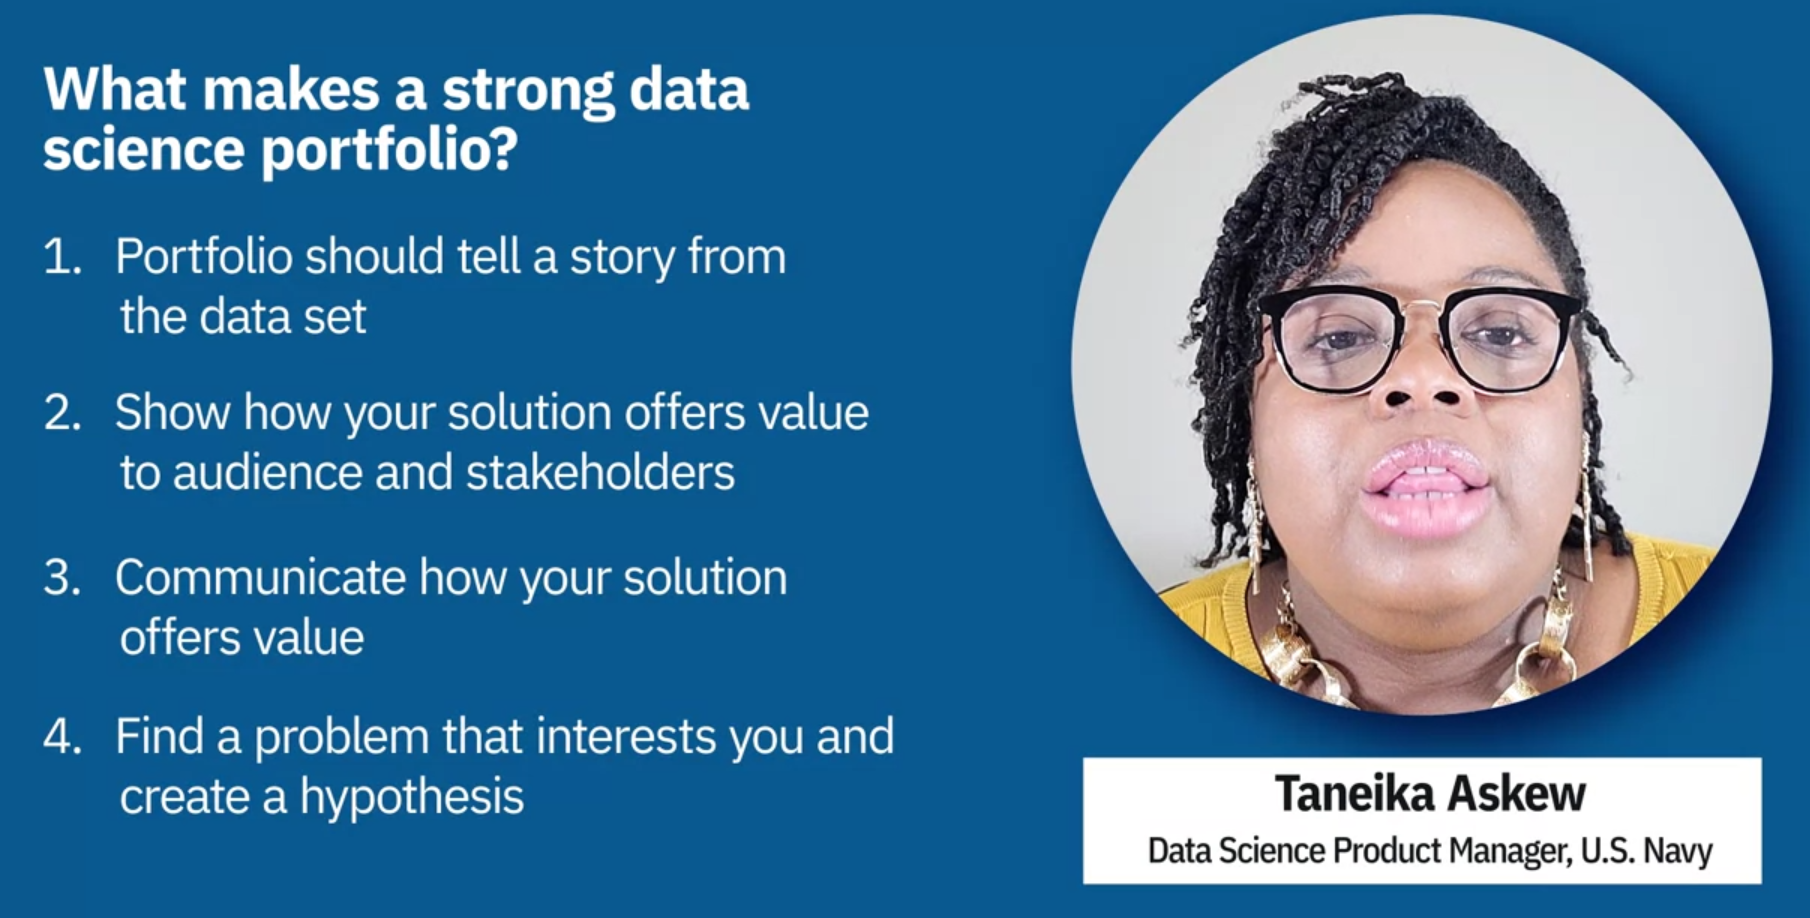 What makes a strong data
science portfolio?
1. Portfolio should tell a story from
the data set
2. Show how your solution offers value
to audience and stakeholders
3. Communicate how your solution
offers value
4. Find a problem that interests you and
create a hypothesis
Taneika Askew
Data Science Product Manager, U.S. Navy